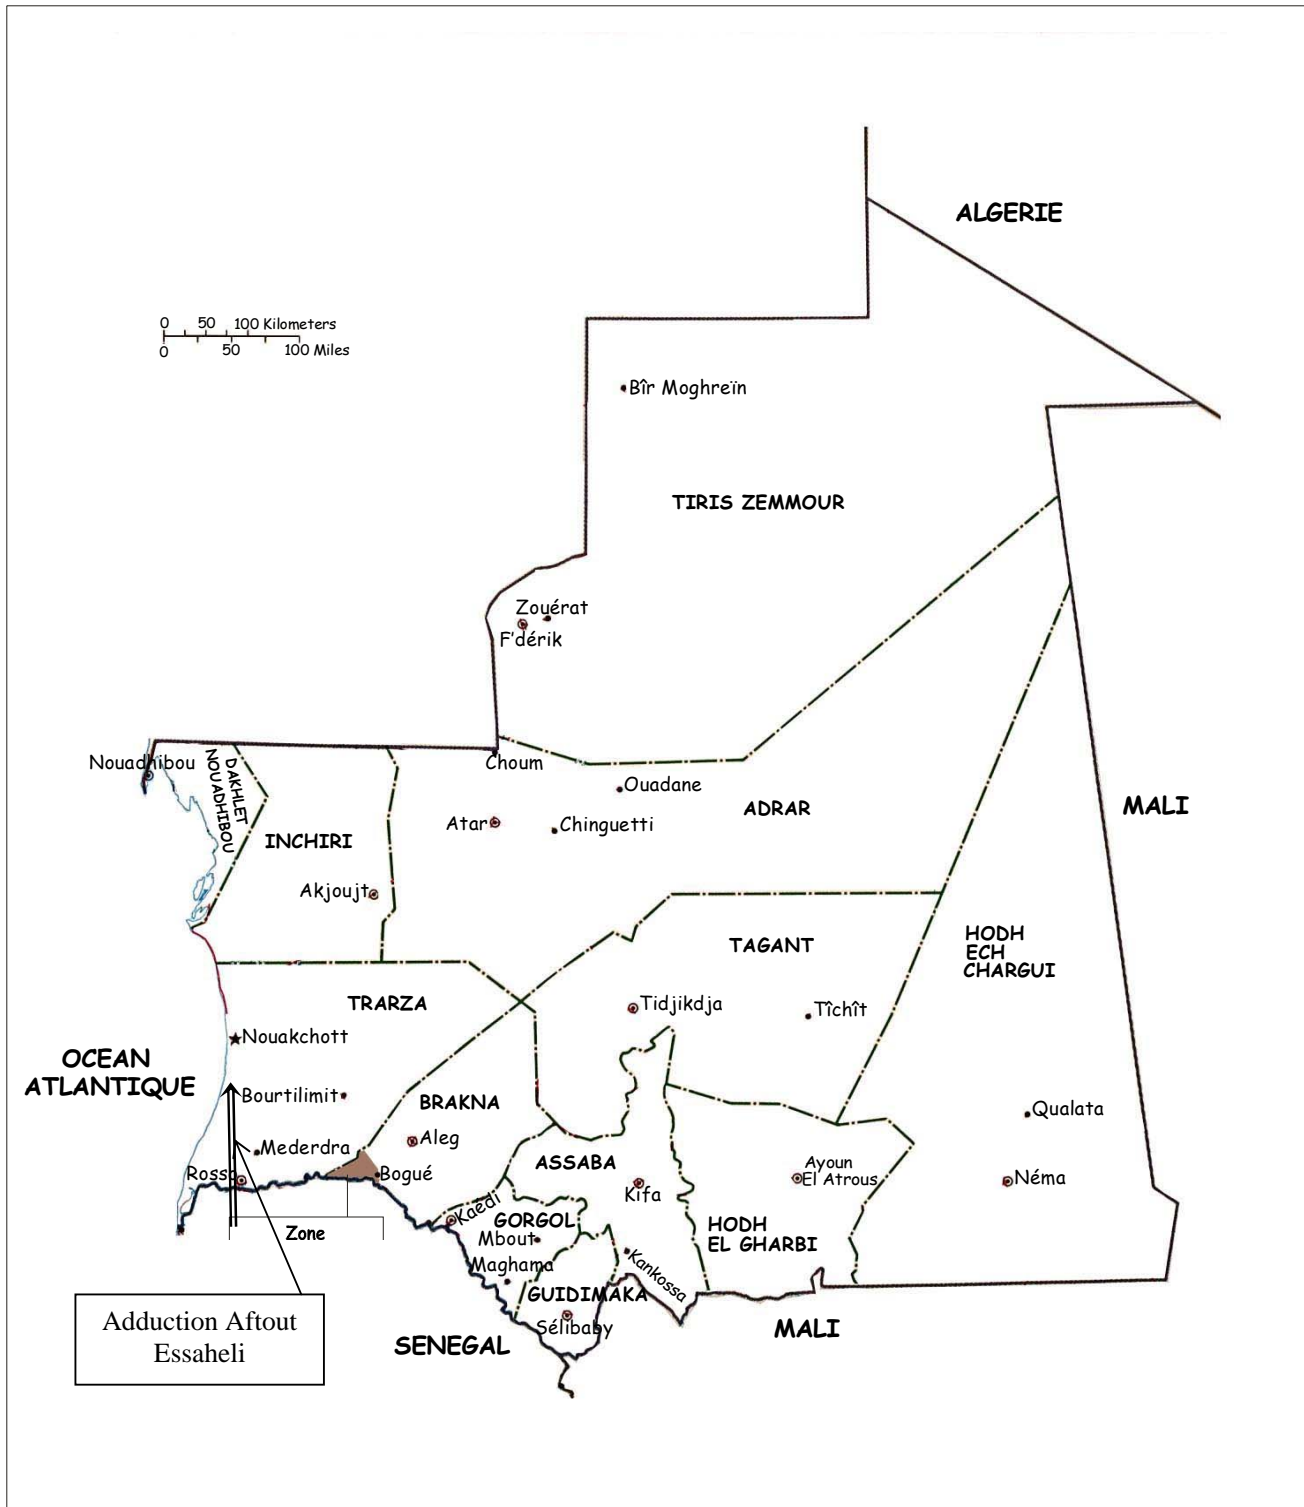 ALGERIE
0 50 100 Kilometers
0 50 100 Miles
Bîr Moghreïn
TIRIS ZEMMOUR
Zouérat
F'dérik
Nouadhibou
DAKHLET
NOUADHIBOU
Choum
Ouadane
ADRAR
MALI
INCHIRI
Atar
Chinguetti
Akjoujt
TAGANT
HODH
ECH
CHARGUI
TRARZA
Tidjikdja
Tîchît
Nouakchott
OCEAN
ATLANTIQUE
Bourtilimit
BRAKNA
Qualata
Aleg
Mederdra
ASSABA
Ayoun
El Atrous
Rosso
Bogué
Kifa
Néma
Kaédi
GORGOL
HODH
EL GHARBI
Zone
Mbout
Kankossa
Maghama
GUIDIMAKA
Sélibaby
MALI
SENEGAL
Adduction Aftout
Essaheli